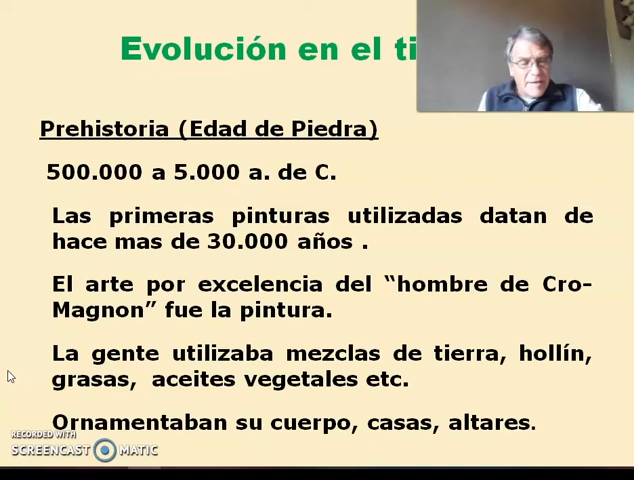 Evolución en el ti
Prehistoria (Edad de Piedra)
500.000 a 5.000 a. de C.
Las primeras pinturas utilizadas datan de
hace mas de 30.000 años .
El arte por excelencia del “hombre de Cro-
Magnon” fue la pintura.
La gente utilizaba mezclas de tierra, hollín,
grasas, aceites vegetales etc.
Ornamentaban su cuerpo, casas, altares.
RECORDED WITH
SCREENCAST MATIC